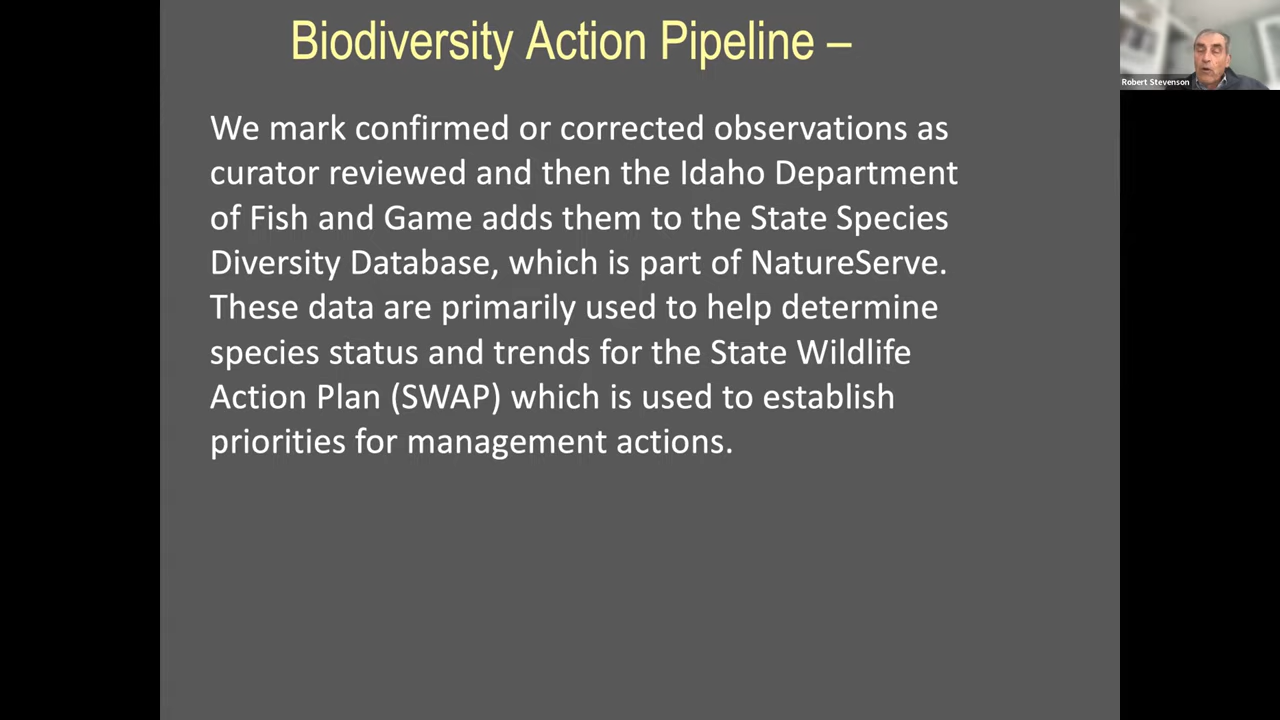 Biodiversity Action Pipeline –
Robert Stevenson
We mark confirmed or corrected observations as
curator reviewed and then the Idaho Department
of Fish and Game adds them to the State Species
Diversity Database, which is part of NatureServe.
These data are primarily used to help determine
species status and trends for the State Wildlife
Action Plan (SWAP) which is used to establish
priorities for management actions.